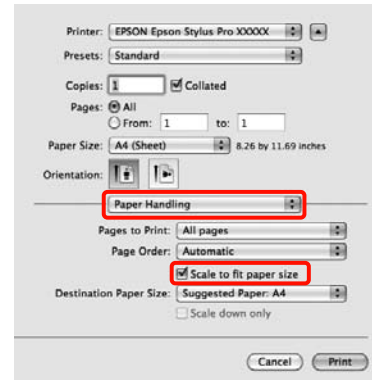 Printer: EPSON Epson Stylus Pro XXXXX
Presets: Standard
Copies: 1 Collated
Pages: All
From: 1 to: 1
Paper Size: A4 (Sheet) 8.26 by 11.69 inches
Orientation:
Paper Handling
Pages to Print: All pages
Page Order: Automatic
Scale to fit paper size
Destination Paper Size: Suggested Paper: A4
Scale down only
Cancel Print